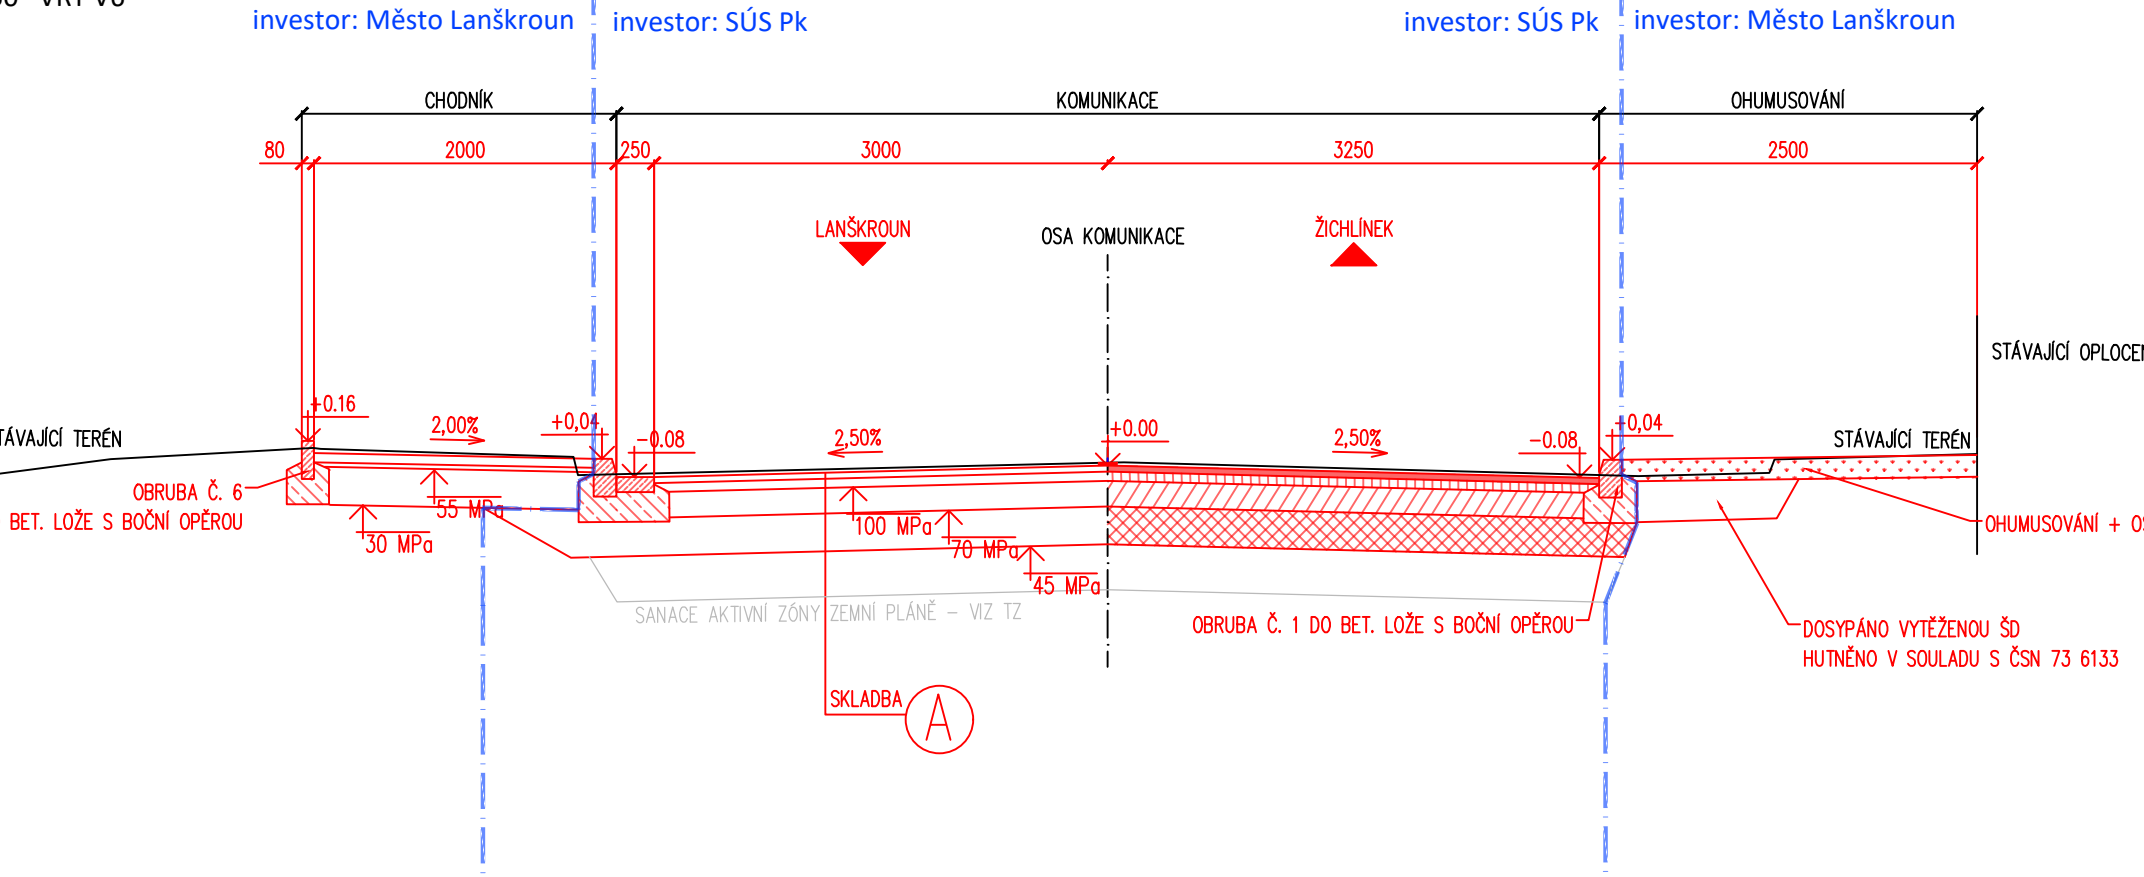 investor: Město Lanškroun
investor: SÚS Pk
investor: SÚS Pk
investor: Město Lanškroun
CHODNÍK
KOMUNIKACE
OHUMUSOVÁNÍ
80
2000
250
3000
3250
2500
LANŠKROUN
OSA KOMUNIKACE
ŽICHLÍNEK
STÁVAJÍCÍ
+0.16
2,00%
+0,04
-0.08
2,50%
+0.00
2,50%
-0.08
+0,04
TERÉN
STÁVAJÍCÍ TERÉN
OBRUBA Č. 6
BET. LOŽE S BOČNÍ OPĚROU
55 MPa
30 MPa
100 MPa
70 MPa
45 MPa
OHUMUSOVÁNÍ +
SANACE AKTIVNÍ ZÓNY ZEMNÍ PLÁNĚ – VIZ TZ
OBRUBA Č. 1 DO BET. LOŽE S BOČNÍ OPĚROU
DOSYPÁNO VYTĚŽENOU ŠD
HUTNĚNO V SOULADU S ČSN 73 6133
SKLADBA
A